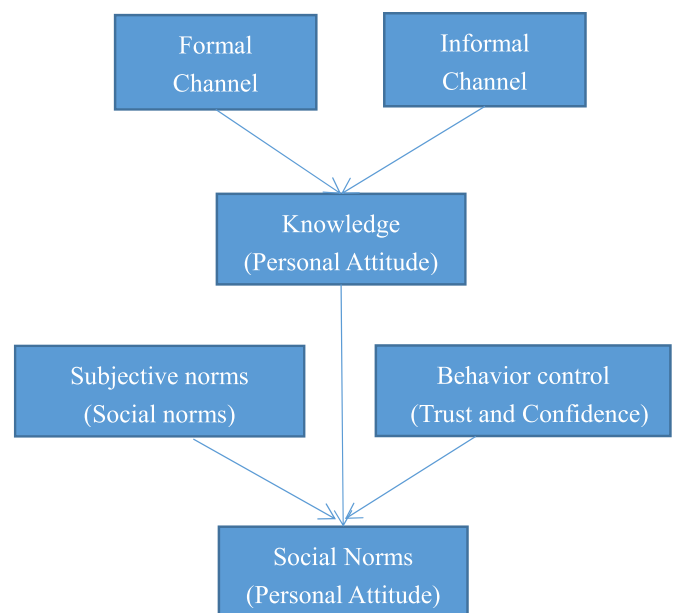 Formal
Channel
Informal
Channel
Knowledge
(Personal Attitude)
Subjective norms
(Social norms)
Behavior control
(Trust and Confidence)
Social Norms
(Personal Attitude)